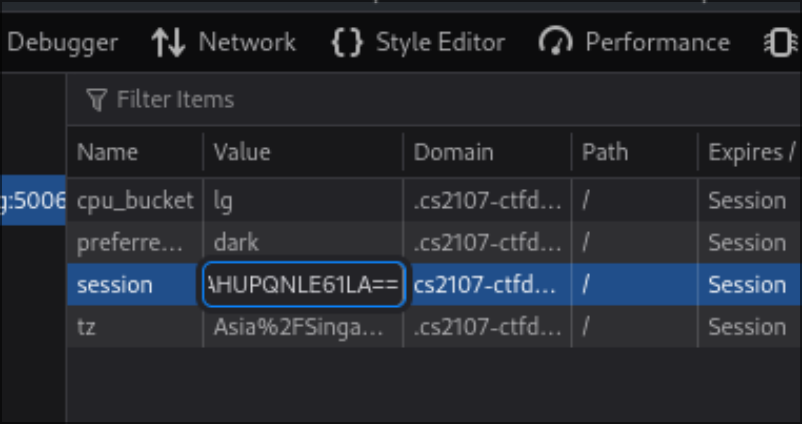 Debugger Network {} Style Editor Performance
Filter Items
Name Value Domain Path Expires /
g:5006 cpu_bucket lg .cs2107-ctfd... / Session
preferre... dark .cs2107-ctfd... / Session
session AHUPQNLE61LA== cs2107-ctfd... / Session
tz Asia%2FSinga... .cs2107-ctfd... / Session